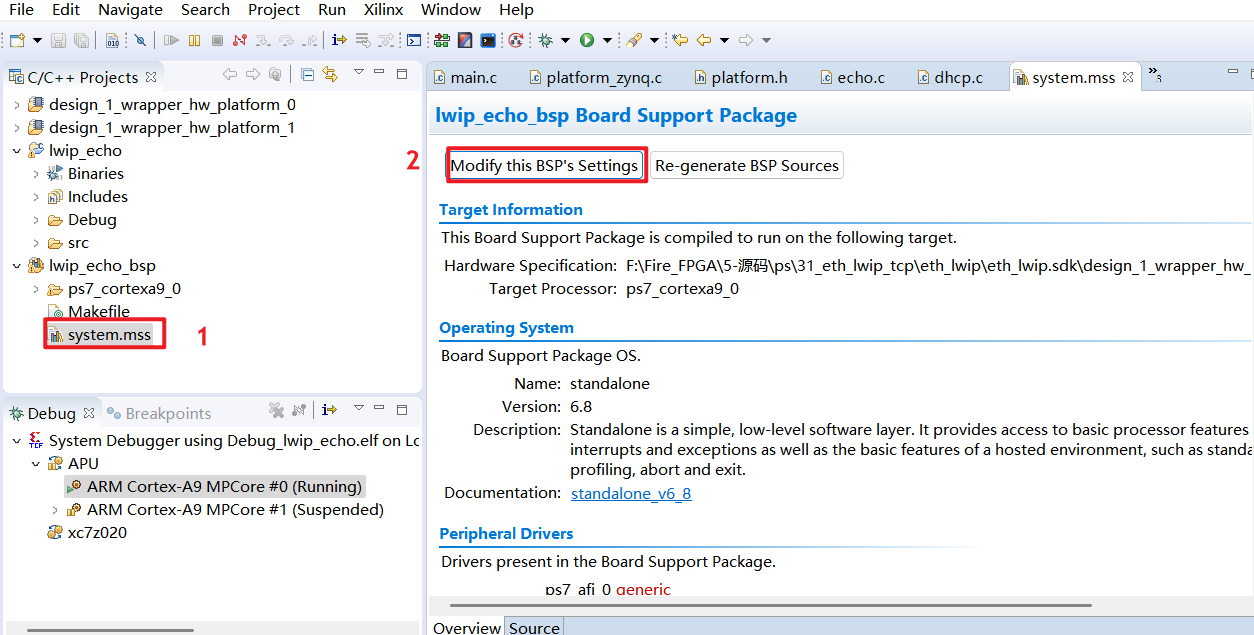 File Edit Navigate Search Project Run Xilinx Window Help
C/C++ Projects
design_1_wrapper_hw_platform_0
design_1_wrapper_hw_platform_1
lwip_echo
Binaries
Includes
Debug
src
lwip_echo_bsp
ps7_cortexa9_0
Makefile
system.mss
1
Debug Breakpoints
System Debugger using Debug_lwip_echo.elf on Lo
APU
ARM Cortex-A9 MPCore #0 (Running)
ARM Cortex-A9 MPCore #1 (Suspended)
xc7z020
main.c platform_zynq.c platform.h echo.c dhcp.c system.mss »3
lwip_echo_bsp Board Support Package
2
Modify this BSP's Settings Re-generate BSP Sources
Target Information
This Board Support Package is compiled to run on the following target.
Hardware Specification: F:\Fire_FPGA\5-源码\ps\31_eth_lwip_tcp\eth_lwip\eth_lwip.sdk\design_1_wrapper_hw_
Target Processor: ps7_cortexa9_0
Operating System
Board Support Package OS.
Name: standalone
Version: 6.8
Description: Standalone is a simple, low-level software layer. It provides access to basic processor features
interrupts and exceptions as well as the basic features of a hosted environment, such as standa
profiling, abort and exit.
Documentation: standalone_v6_8
Peripheral Drivers
Drivers present in the Board Support Package.
ps7_afi_0 generic
Overview Source